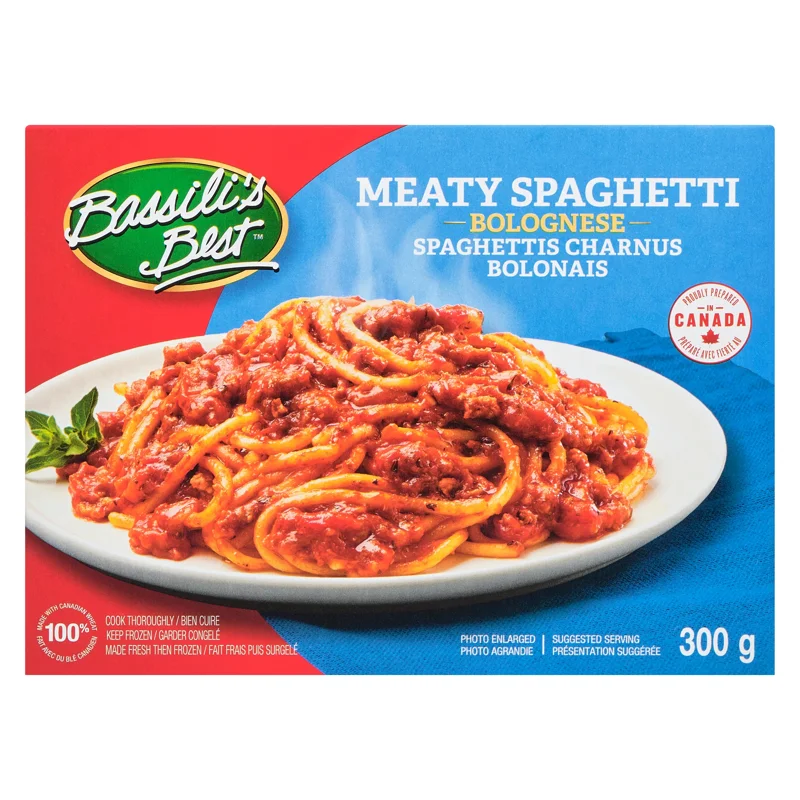 Bassili's
Best™
MEATY SPAGHETTI
BOLOGNESE
SPAGHETTIS CHARNUS
BOLONAIS
PROUDLY PREPARED
IN
CANADA
PRÉPARÉ AVEC FIERTÉ AU
MADE WITH CANADIAN WHEAT
100%
FAIT AVEC DU BLÉ CANADIEN
COOK THOROUGHLY / BIEN CUIRE
KEEP FROZEN / GARDER CONGELÉ
MADE FRESH THEN FROZEN / FAIT FRAIS PUIS SURGELÉ
PHOTO ENLARGED
PHOTO AGRANDIE
SUGGESTED SERVING
PRÉSENTATION SUGGÉRÉE
300 g